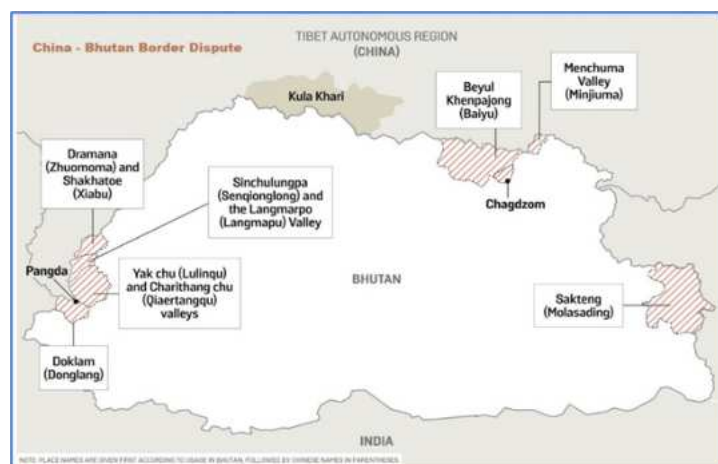 China - Bhutan Border Dispute
TIBET AUTONOMOUS REGION
(CHINA)
Kula Khari
Beyul
Khenpajong
(Baiyu)
Menchuma
Valley
(Minjiuma)
Dramana
(Zhuomoma) and
Shakhatoe
(Xiabu)
Sinchulungpa
(Senqionglong) and
the Langmarpo
(Langmapu) Valley
Chagdzom
Pangda
Yak chu (Lulinqu) and
Charithang chu
(Qiaertangqu)
valleys
BHUTAN
Sakteng
(Molasading)
Doklam
(Donglang)
INDIA
NOTE: PLACE NAMES ARE GIVEN FIRST ACCORDING TO USAGE IN BHUTAN, FOLLOWED BY CHINESE NAMES IN PARENTHESES.